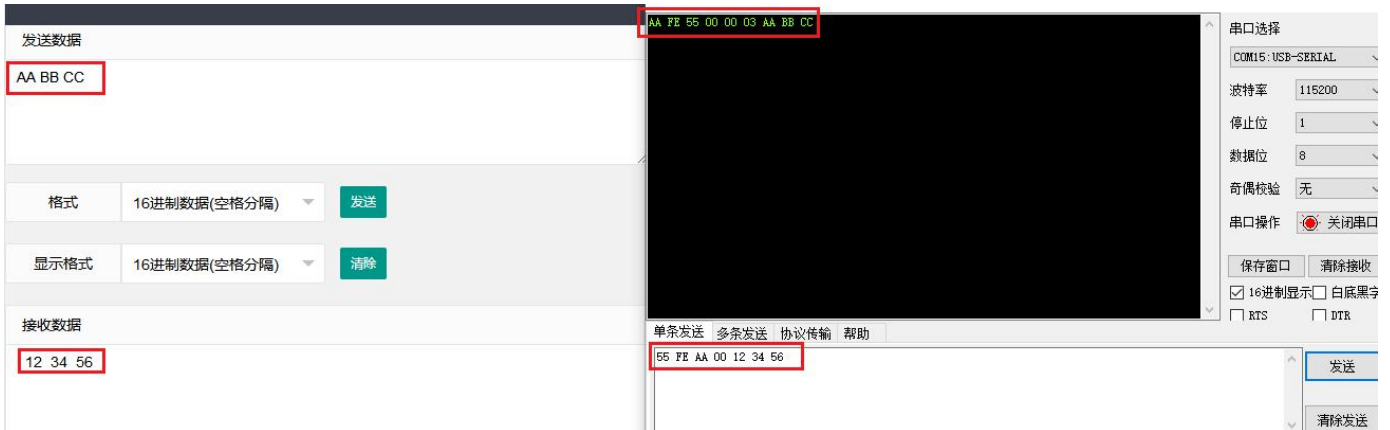 发送数据
AA BB CC
格式 16进制数据(空格分隔) 发送
显示格式 16进制数据(空格分隔) 清除
接收数据
12 34 56
AA FE 55 00 00 03 AA BB CC
串口选择
COM15:USB-SERIAL
波特率 115200
停止位 1
数据位 8
奇偶校验 无
串口操作 关闭串口
保存窗口 清除接收
16进制显示 白底黑字
RTS DTR
单条发送 多条发送 协议传输 帮助
55 FE AA 00 12 34 56
发送
清除发送